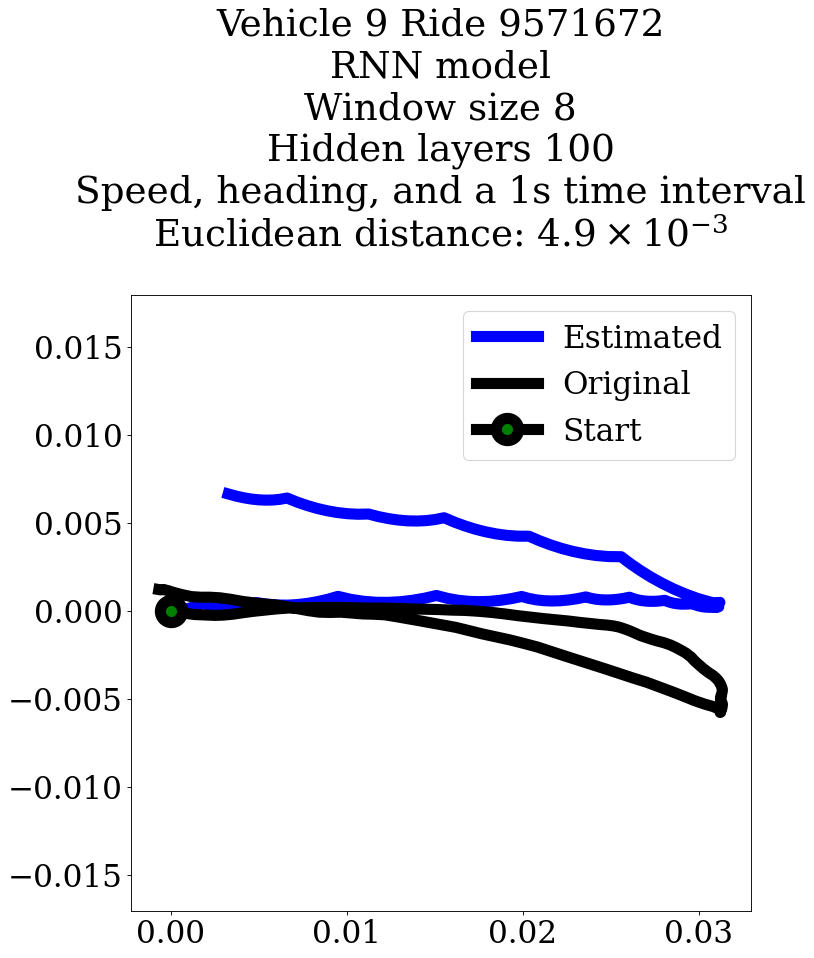 Vehicle 9 Ride 9571672
RNN model
Window size 8
Hidden layers 100
Speed, heading, and a 1s time interval
Euclidean distance: 4.9 × 10⁻³
Estimated
Original
Start
0.015
0.010
0.005
0.000
−0.005
−0.010
−0.015
0.00 0.01 0.02 0.03